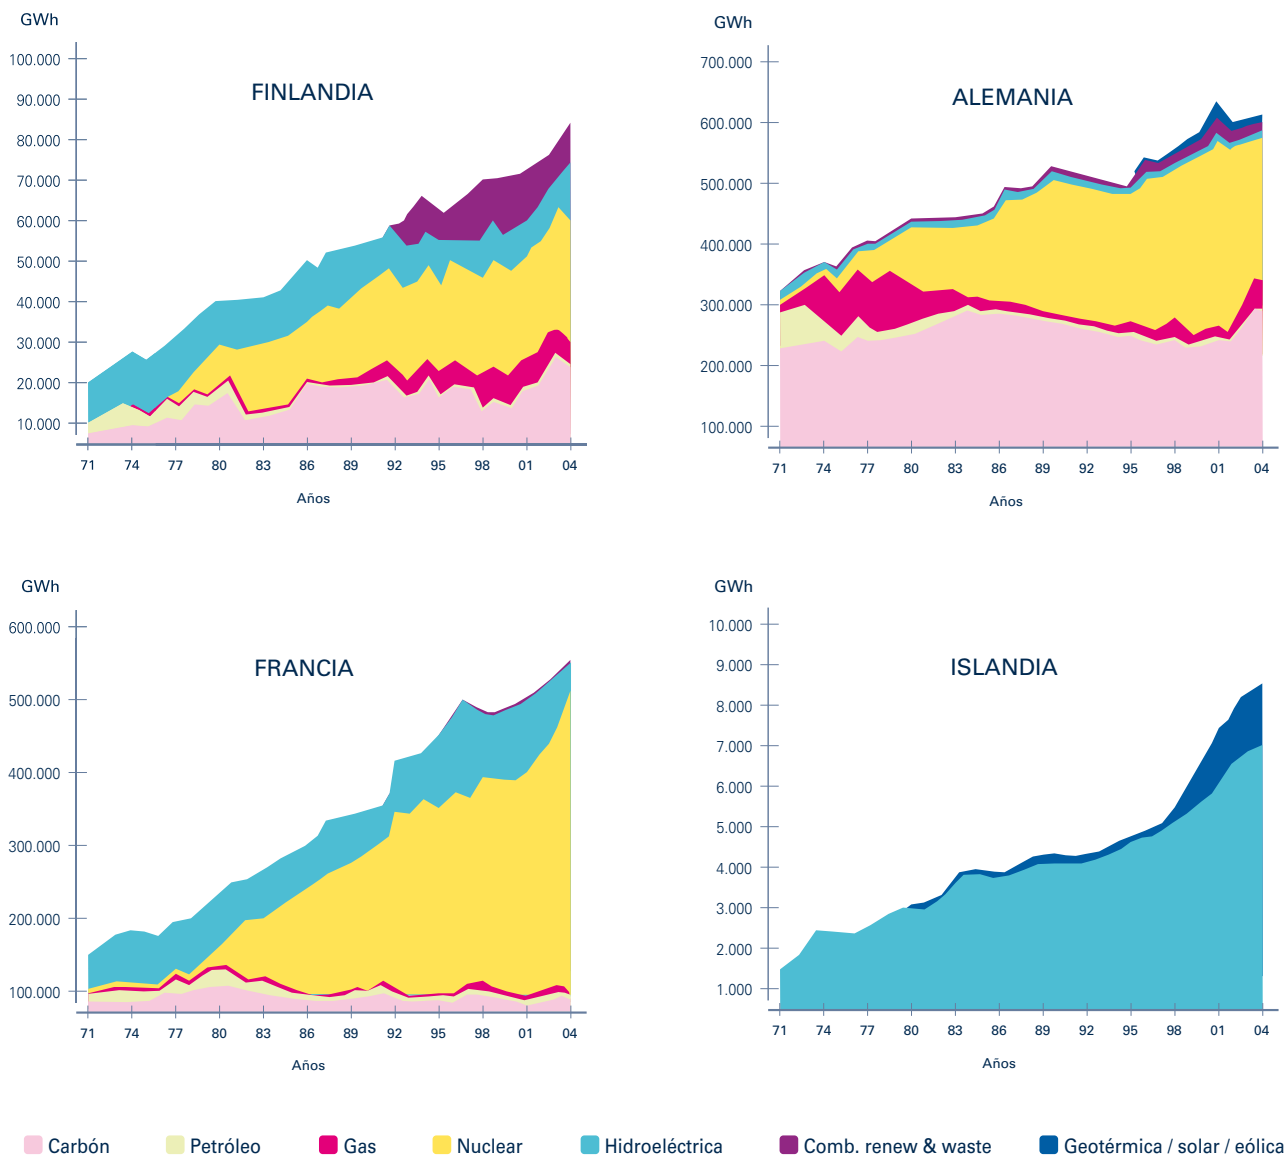 GWh
FINLANDIA
100.000
90.000
80.000
70.000
60.000
50.000
40.000
30.000
20.000
10.000
71 74 77 80 83 86 89 92 95 98 01 04
Años
GWh
ALEMANIA
700.000
600.000
500.000
400.000
300.000
200.000
100.000
71 74 77 80 83 86 89 92 95 98 01 04
Años
GWh
FRANCIA
600.000
500.000
400.000
300.000
200.000
100.000
71 74 77 80 83 86 89 92 95 98 01 04
Años
GWh
ISLANDIA
10.000
9.000
8.000
7.000
6.000
5.000
4.000
3.000
2.000
1.000
71 74 77 80 83 86 89 92 95 98 01 04
Años
Carbón Petróleo Gas Nuclear Hidroeléctrica Comb. renew & waste Geotérmica / solar / eólica